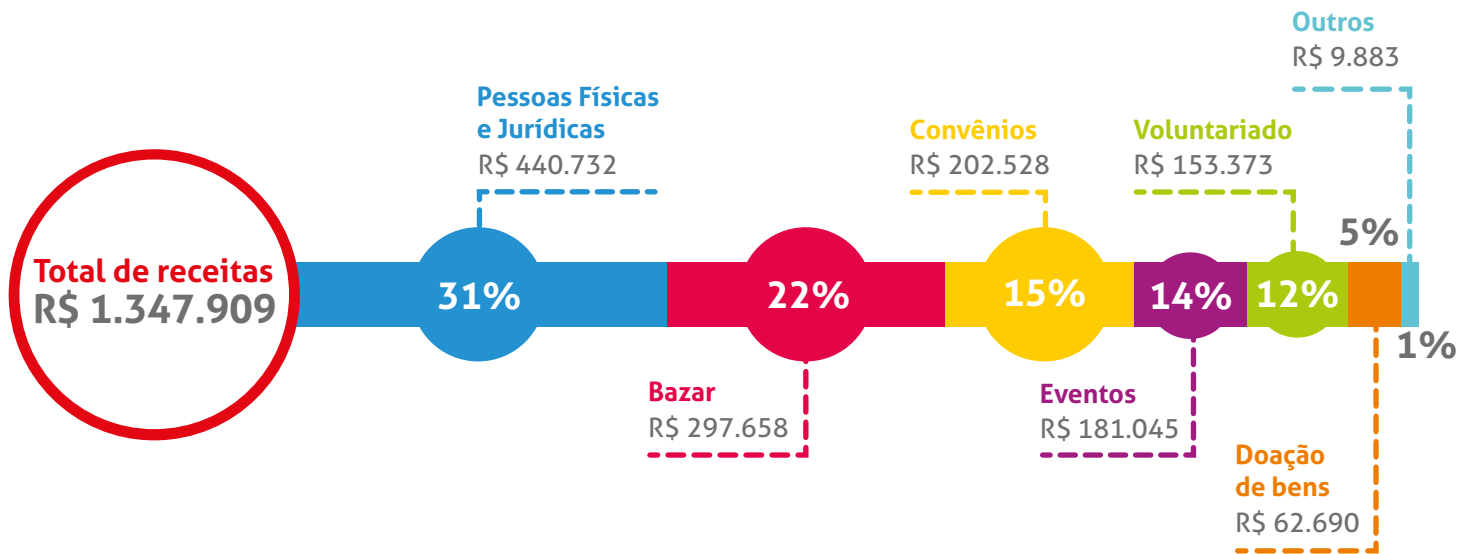 Total de receitas
R$ 1.347.909
Pessoas Físicas
e Jurídicas
R$ 440.732
31%
Bazar
R$ 297.658
22%
Convênios
R$ 202.528
15%
Eventos
R$ 181.045
14%
Voluntariado
R$ 153.373
12%
Doação
de bens
R$ 62.690
5%
Outros
R$ 9.883
1%